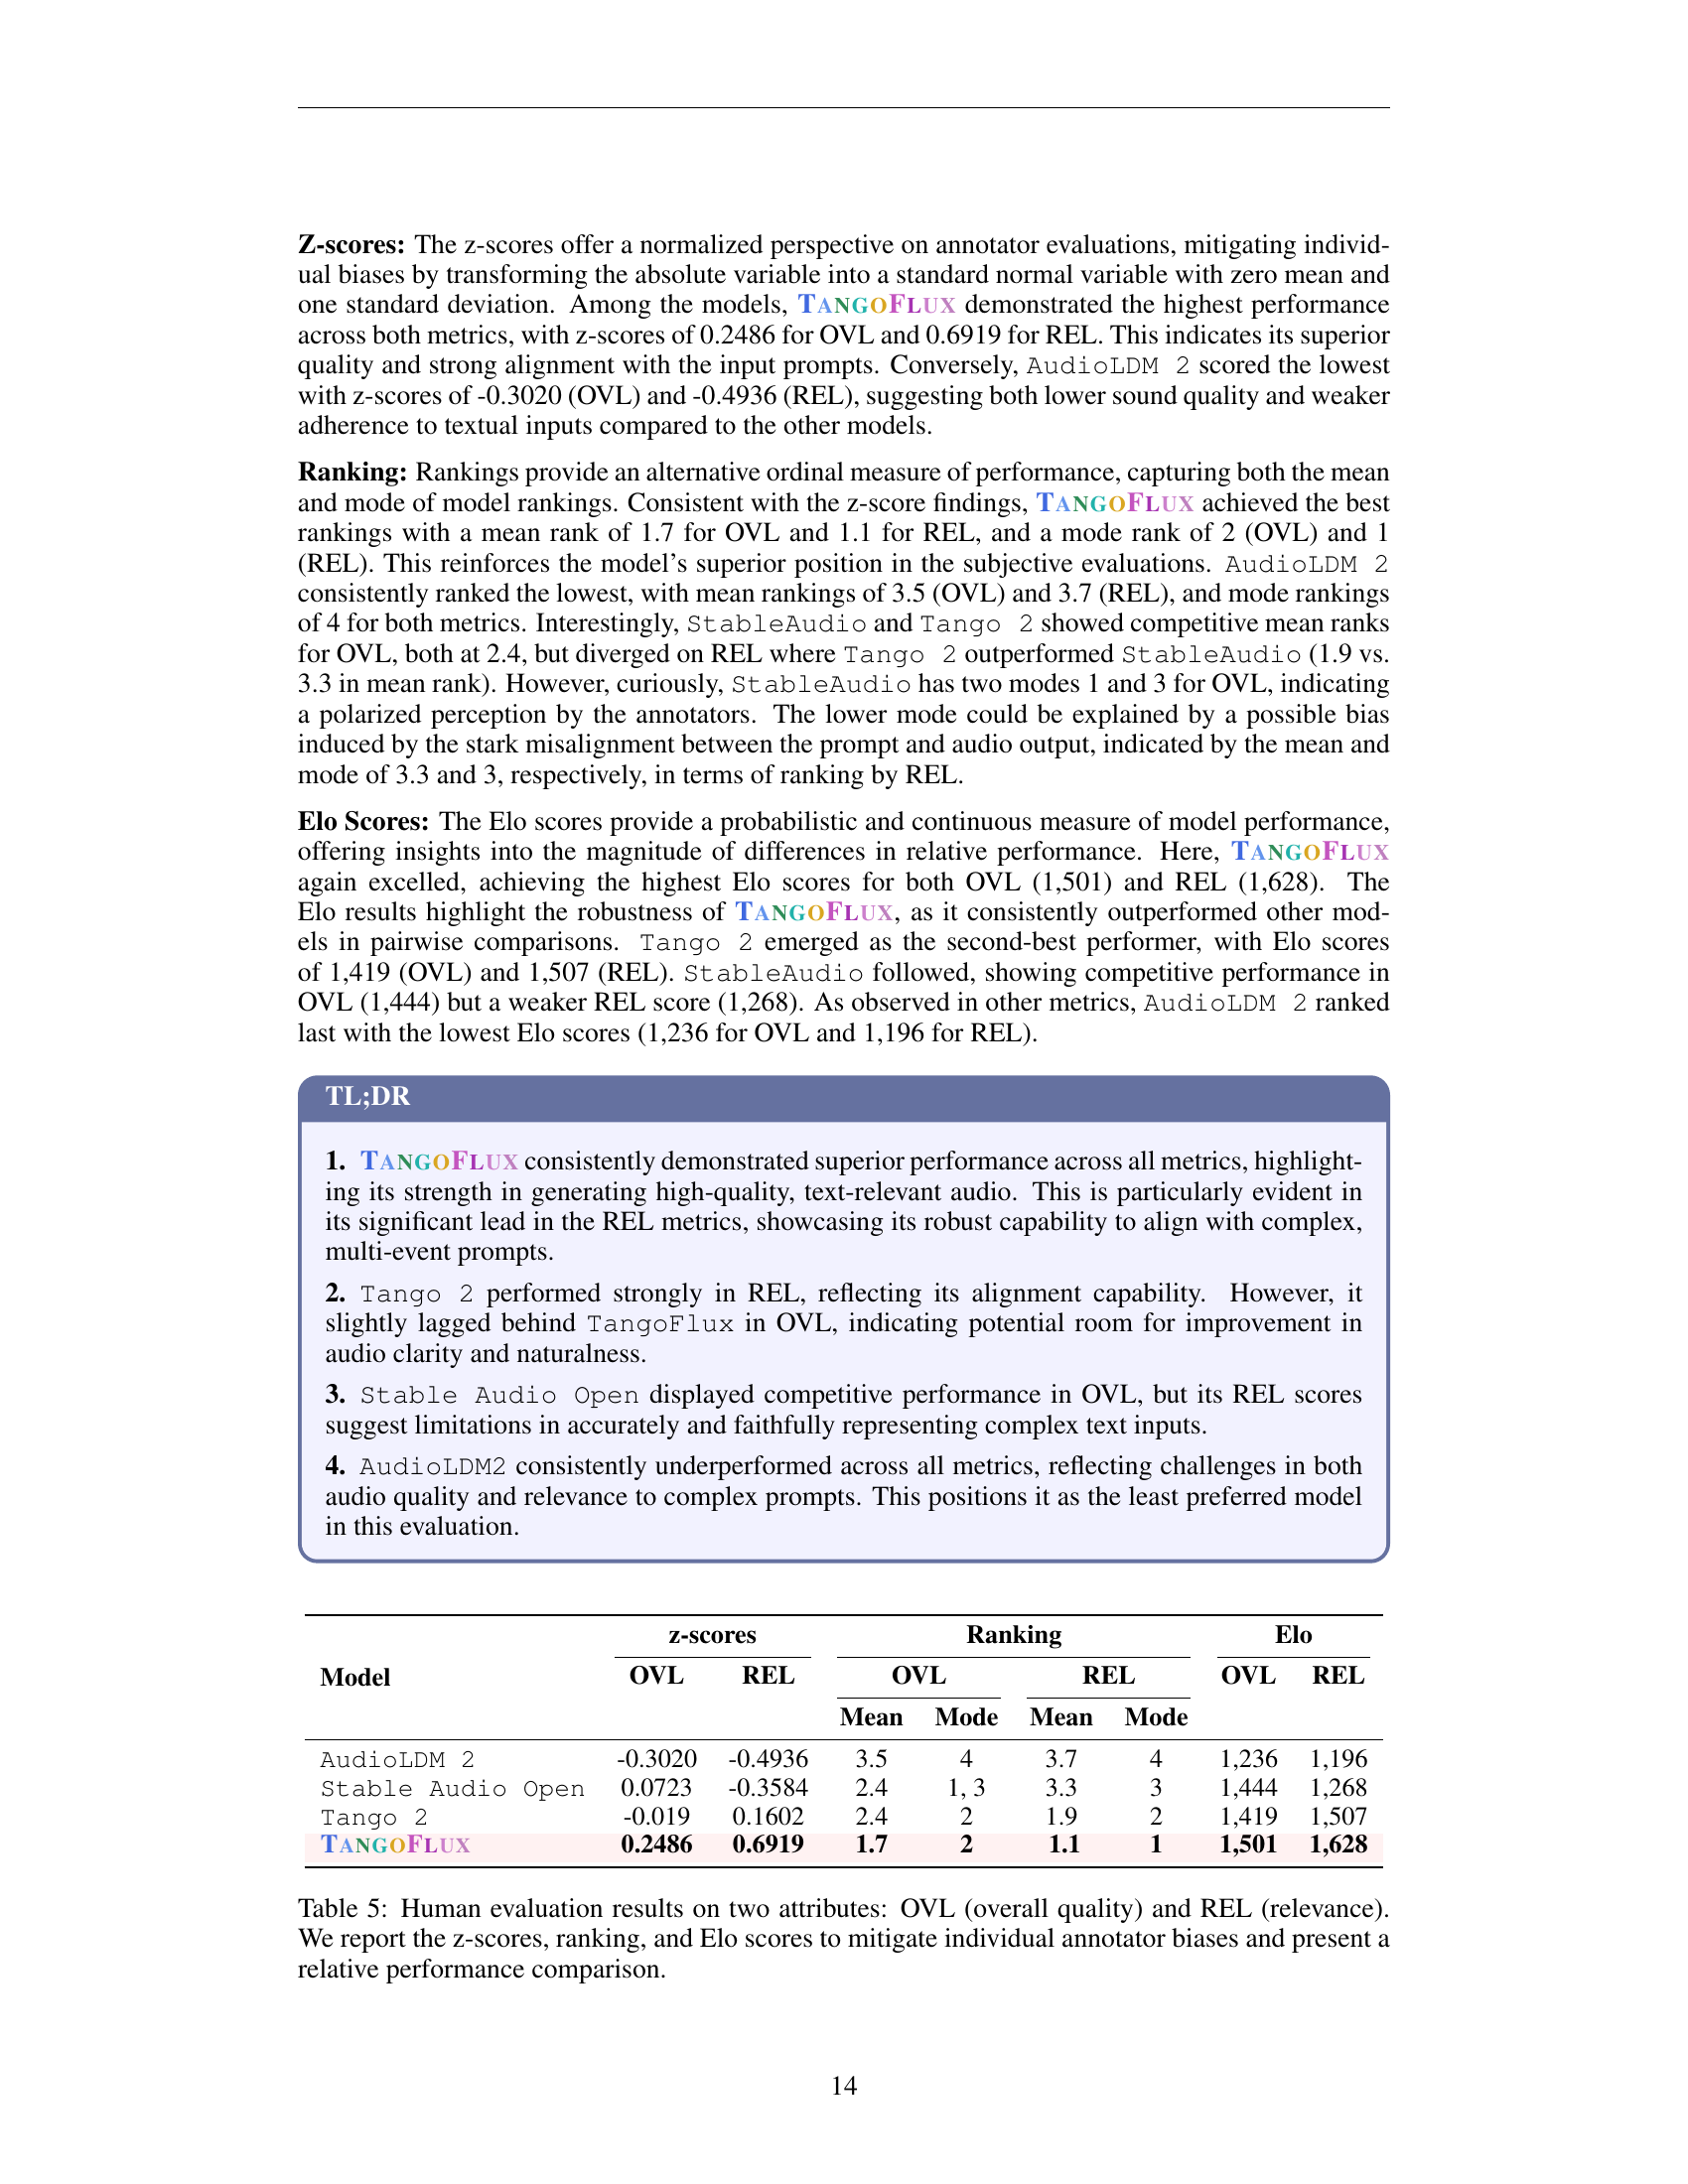 Z-scores: The z-scores offer a normalized perspective on annotator evaluations, mitigating individ-
ual biases by transforming the absolute variable into a standard normal variable with zero mean and
one standard deviation. Among the models, TANGOFLUX demonstrated the highest performance
across both metrics, with z-scores of 0.2486 for OVL and 0.6919 for REL. This indicates its superior
quality and strong alignment with the input prompts. Conversely, AudioLDM 2 scored the lowest
with z-scores of -0.3020 (OVL) and -0.4936 (REL), suggesting both lower sound quality and weaker
adherence to textual inputs compared to the other models.
Ranking: Rankings provide an alternative ordinal measure of performance, capturing both the mean
and mode of model rankings. Consistent with the z-score findings, TANGOFLUX achieved the best
rankings with a mean rank of 1.7 for OVL and 1.1 for REL, and a mode rank of 2 (OVL) and 1
(REL). This reinforces the model's superior position in the subjective evaluations. AudioLDM 2
consistently ranked the lowest, with mean rankings of 3.5 (OVL) and 3.7 (REL), and mode rankings
of 4 for both metrics. Interestingly, StableAudio and Tango 2 showed competitive mean ranks
for OVL, both at 2.4, but diverged on REL where Tango 2 outperformed StableAudio (1.9 vs.
3.3 in mean rank). However, curiously, StableAudio has two modes 1 and 3 for OVL, indicating
a polarized perception by the annotators. The lower mode could be explained by a possible bias
induced by the stark misalignment between the prompt and audio output, indicated by the mean and
mode of 3.3 and 3, respectively, in terms of ranking by REL.
Elo Scores: The Elo scores provide a probabilistic and continuous measure of model performance,
offering insights into the magnitude of differences in relative performance. Here, TANGOFLUX
again excelled, achieving the highest Elo scores for both OVL (1,501) and REL (1,628). The
Elo results highlight the robustness of TANGOFLUX, as it consistently outperformed other mod-
els in pairwise comparisons. Tango 2 emerged as the second-best performer, with Elo scores
of 1,419 (OVL) and 1,507 (REL). StableAudio followed, showing competitive performance in
OVL (1,444) but a weaker REL score (1,268). As observed in other metrics, AudioLDM 2 ranked
last with the lowest Elo scores (1,236 for OVL and 1,196 for REL).
TL;DR
1. TANGOFLUX consistently demonstrated superior performance across all metrics, highlight-
ing its strength in generating high-quality, text-relevant audio. This is particularly evident in
its significant lead in the REL metrics, showcasing its robust capability to align with complex,
multi-event prompts.
2. Tango 2 performed strongly in REL, reflecting its alignment capability. However, it
slightly lagged behind TangoFlux in OVL, indicating potential room for improvement in
audio clarity and naturalness.
3. Stable Audio Open displayed competitive performance in OVL, but its REL scores
suggest limitations in accurately and faithfully representing complex text inputs.
4. AudioLDM2 consistently underperformed across all metrics, reflecting challenges in both
audio quality and relevance to complex prompts. This positions it as the least preferred model
in this evaluation.
z-scores Ranking Elo
Model OVL REL OVL REL OVL REL
Mean Mode Mean Mode
AudioLDM 2 -0.3020 -0.4936 3.5 4 3.7 4 1,236 1,196
Stable Audio Open 0.0723 -0.3584 2.4 1, 3 3.3 3 1,444 1,268
Tango 2 -0.019 0.1602 2.4 2 1.9 2 1,419 1,507
TANGOFLUX 0.2486 0.6919 1.7 2 1.1 1 1,501 1,628
Table 5: Human evaluation results on two attributes: OVL (overall quality) and REL (relevance).
We report the z-scores, ranking, and Elo scores to mitigate individual annotator biases and present a
relative performance comparison.
14